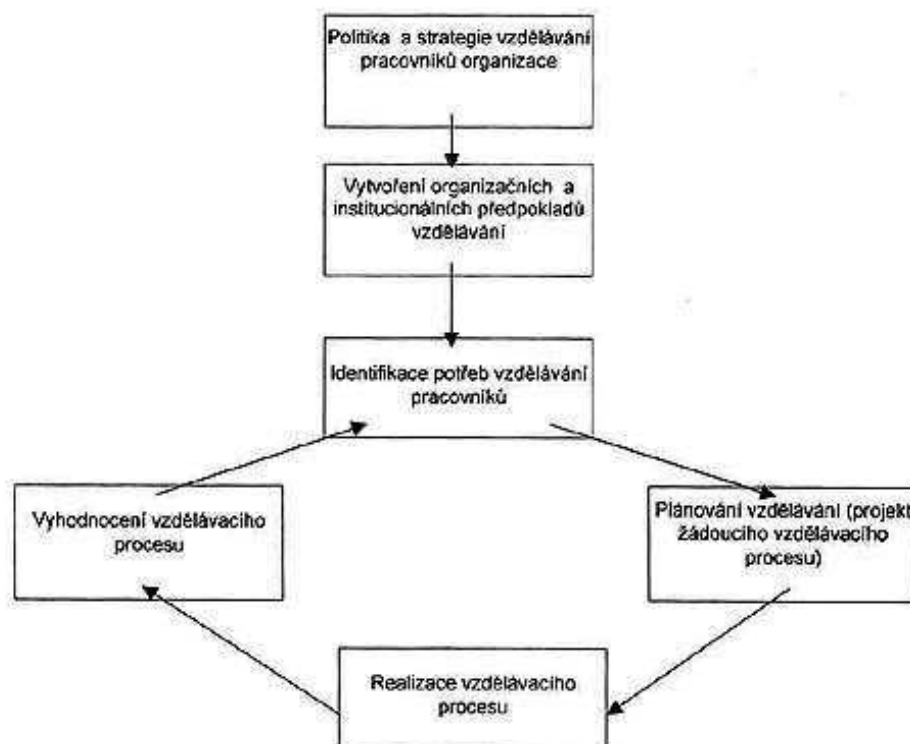 Politika a strategie vzdělávání
pracovníků organizace
Vytvoření organizačních a
institucionálních předpokladů
vzdělávání
Identifikace potřeb vzdělávání
pracovníků
Vyhodnocení vzdělávacího
procesu
Plánování vzdělávání (projekt
žádoucího vzdělávacího
procesu)
Realizace vzdělávacího
procesu